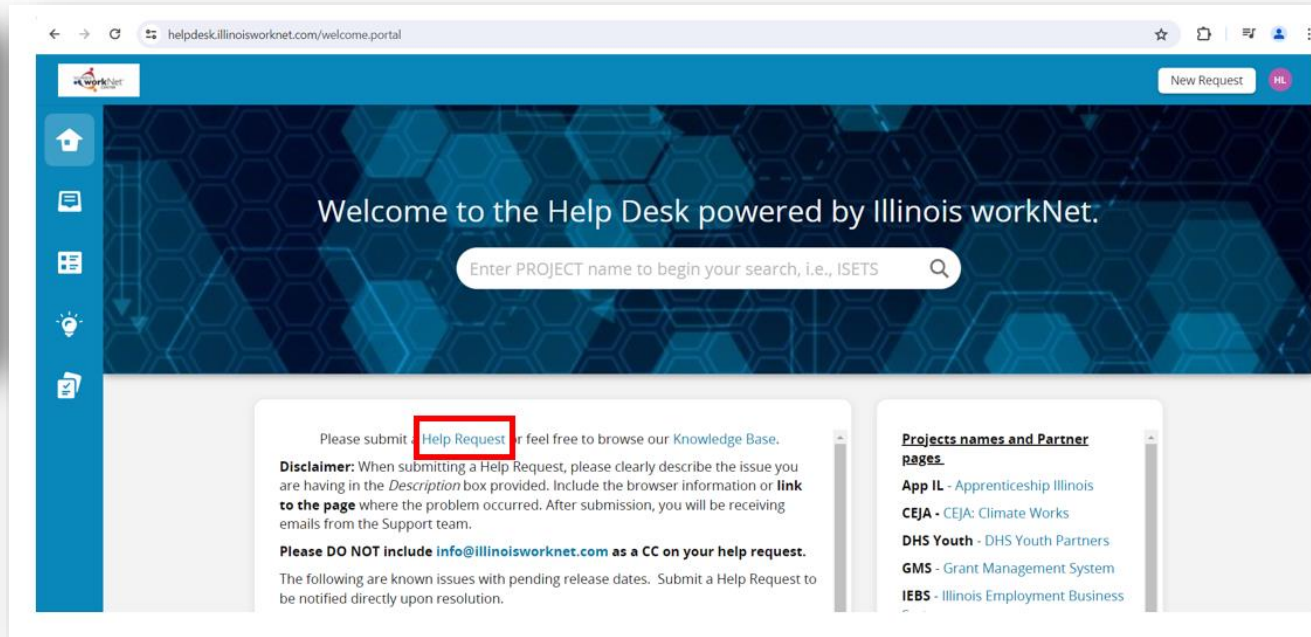 helpdesk.illinoisworknet.com/welcome.portal
workNet
New Request
HL
Welcome to the Help Desk powered by Illinois workNet.
Enter PROJECT name to begin your search, i.e., ISETS
Please submit Help Request or feel free to browse our Knowledge Base.
Disclaimer: When submitting a Help Request, please clearly describe the issue you
are having in the Description box provided. Include the browser information or link
to the page where the problem occurred. After submission, you will be receiving
emails from the Support team.
Please DO NOT include info@illinoisworknet.com as a CC on your help request.
The following are known issues with pending release dates. Submit a Help Request to
be notified directly upon resolution.
Projects names and Partner
pages
App IL - Apprenticeship Illinois
CEJA - CEJA: Climate Works
DHS Youth - DHS Youth Partners
GMS - Grant Management System
IEBS - Illinois Employment Business